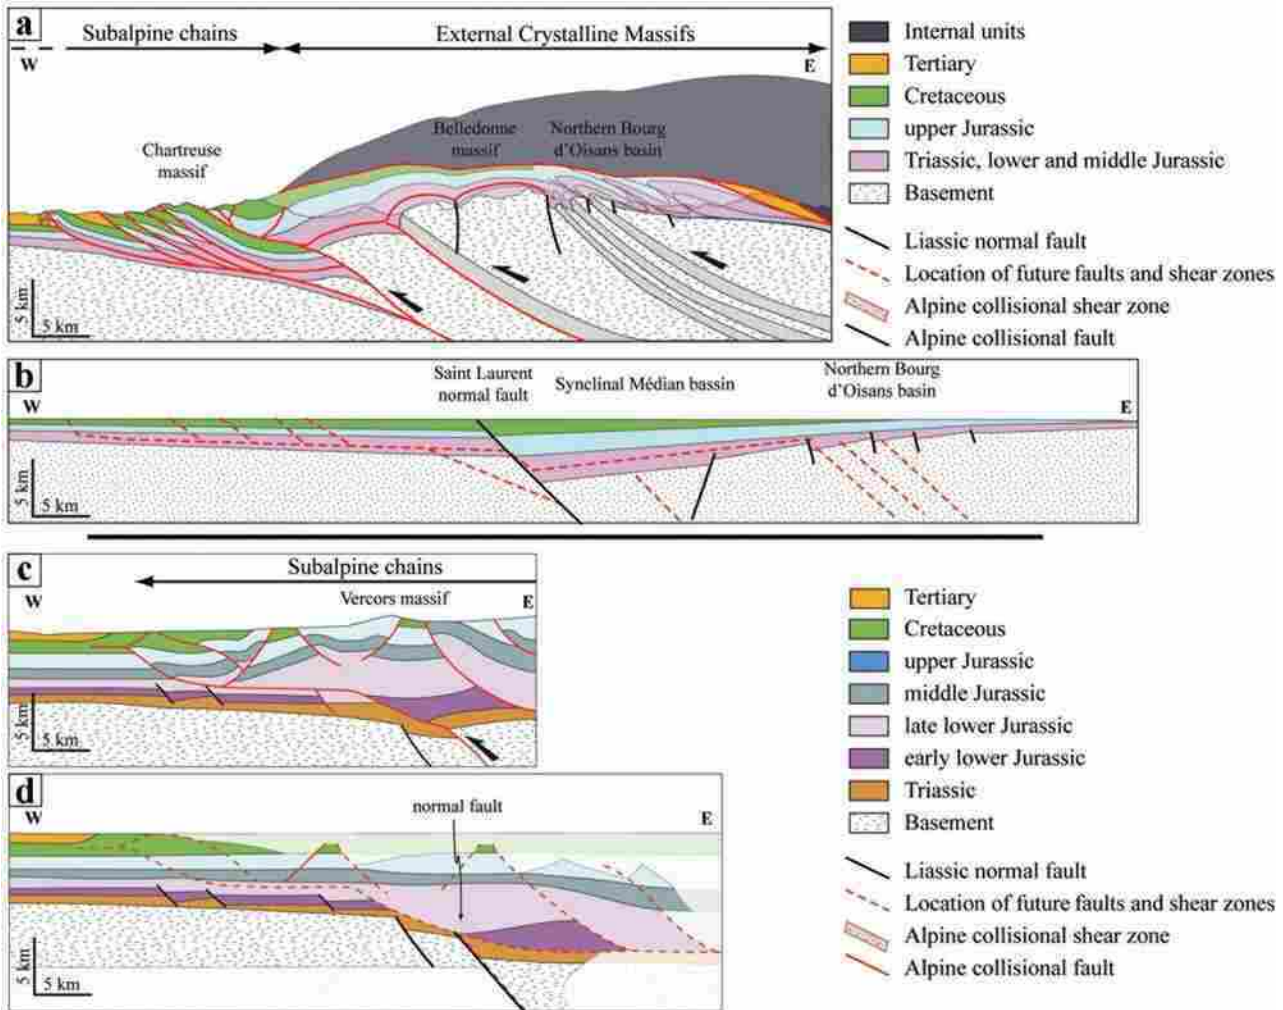 a
Subalpine chains
External Crystalline Massifs
W
E
Chartreuse
massif
Belledonne
massif
Northern Bourg
d'Oisans basin
5 km
5 km
Internal units
Tertiary
Cretaceous
upper Jurassic
Triassic, lower and middle Jurassic
Basement
Liassic normal fault
Location of future faults and shear zones
Alpine collisional shear zone
Alpine collisional fault
b
W
Saint Laurent
normal fault
Synclinal Médian bassin
Northern Bourg
d'Oisans basin
E
5 km
5 km
c
Subalpine chains
W
Vercors massif
E
5 km
5 km
d
W
normal fault
E
5 km
5 km
Tertiary
Cretaceous
upper Jurassic
middle Jurassic
late lower Jurassic
early lower Jurassic
Triassic
Basement
Liassic normal fault
Location of future faults and shear zones
Alpine collisional shear zone
Alpine collisional fault